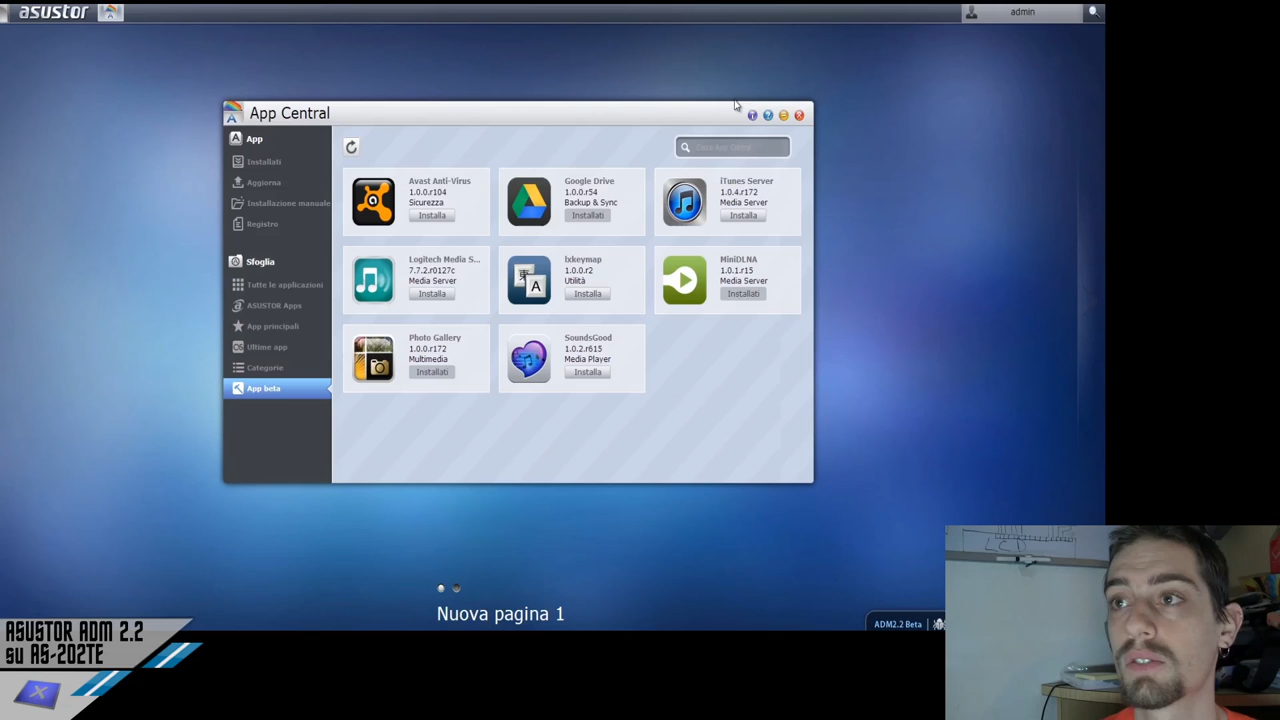 asustor
admin
App Central
App
Installati
Aggiorna
Installazione manuale
Registro
Sfoglia
Tutte le applicazioni
ASUSTOR Apps
App principali
Ultime app
Categorie
App beta
Cerca App Central
Avast Anti-Virus
1.0.0.r104
Sicurezza
Installa
Google Drive
1.0.0.r54
Backup & Sync
Installati
iTunes Server
1.0.4.r172
Media Server
Installa
Logitech Media S...
7.7.2.r0127c
Media Server
Installa
lxkeymap
1.0.0.r2
Utilità
Installa
MiniDLNA
1.0.1.r15
Media Server
Installati
Photo Gallery
1.0.0.r172
Multimedia
Installati
SoundsGood
1.0.2.r615
Media Player
Installa
Nuova pagina 1
ADM2.2 Beta
LCD
ASUSTOR ADM 2.2
su AS-202TE